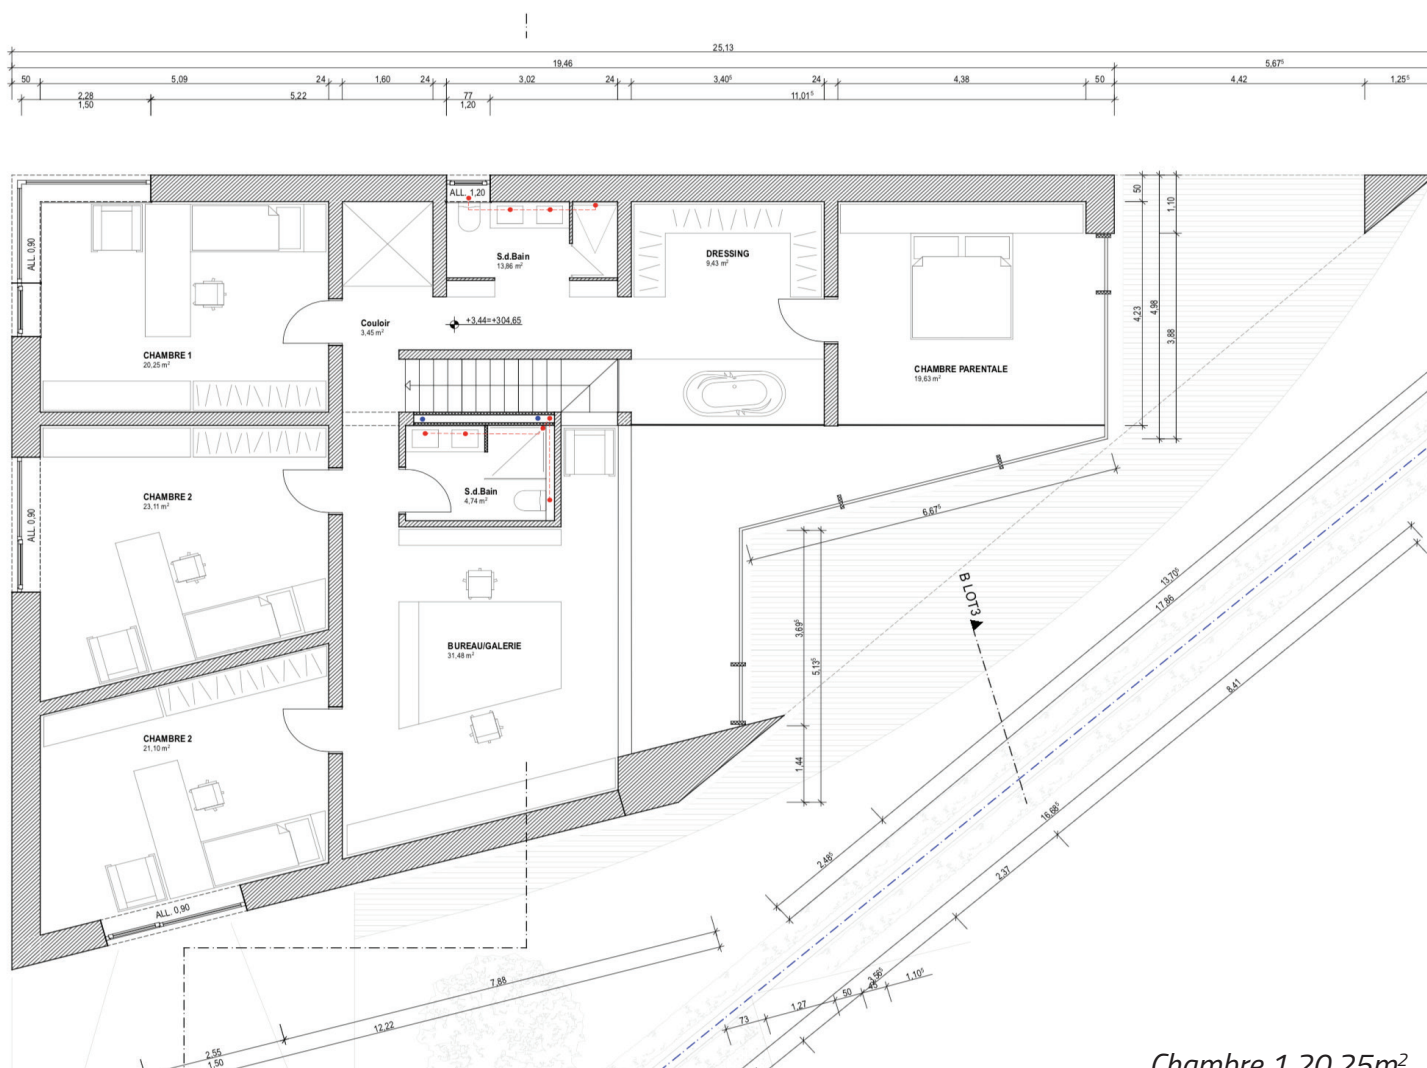 25,13
19,46
5,67⁵
50 5,09 24 1,60 24 3,02 24 3,40⁵ 24 4,38 50 4,42 1,25⁵
2,28 5,22 77 11,01⁵
1,50 1,20
ALL. 1,20
ALL. 0,90
S.d.Bain
13,86 m²
DRESSING
9,43 m²
50
1,10
4,23
4,98
3,88
Couloir
3,45 m²
+3,44=+304,65
CHAMBRE 1
20,25 m²
CHAMBRE PARENTALE
19,63 m²
CHAMBRE 2
23,11 m²
ALL. 0,90
S.d.Bain
4,74 m²
6,67⁵
B LOT3
13,70⁵
17,86
3,69⁵
5,13⁵
BUREAU/GALERIE
31,48 m²
8,41
CHAMBRE 2
21,10 m²
1,44
16,68⁵
2,48⁵
2,37
ALL. 0,90
7,88
12,22
2,55
1,50
73 1,27 50 45 1,10⁵
3,56⁵
Chambre 1 20,25m²